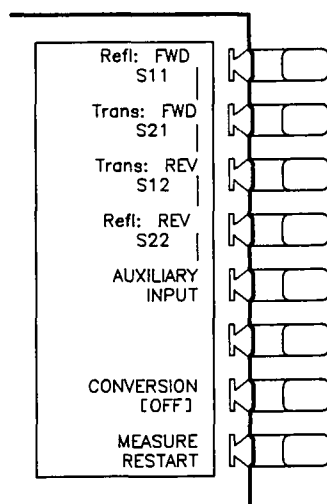 Refl: FWD
S11
Trans: FWD
S21
Trans: REV
S12
Refl: REV
S22
AUXILIARY
INPUT
CONVERSION
[OFF]
MEASURE
RESTART